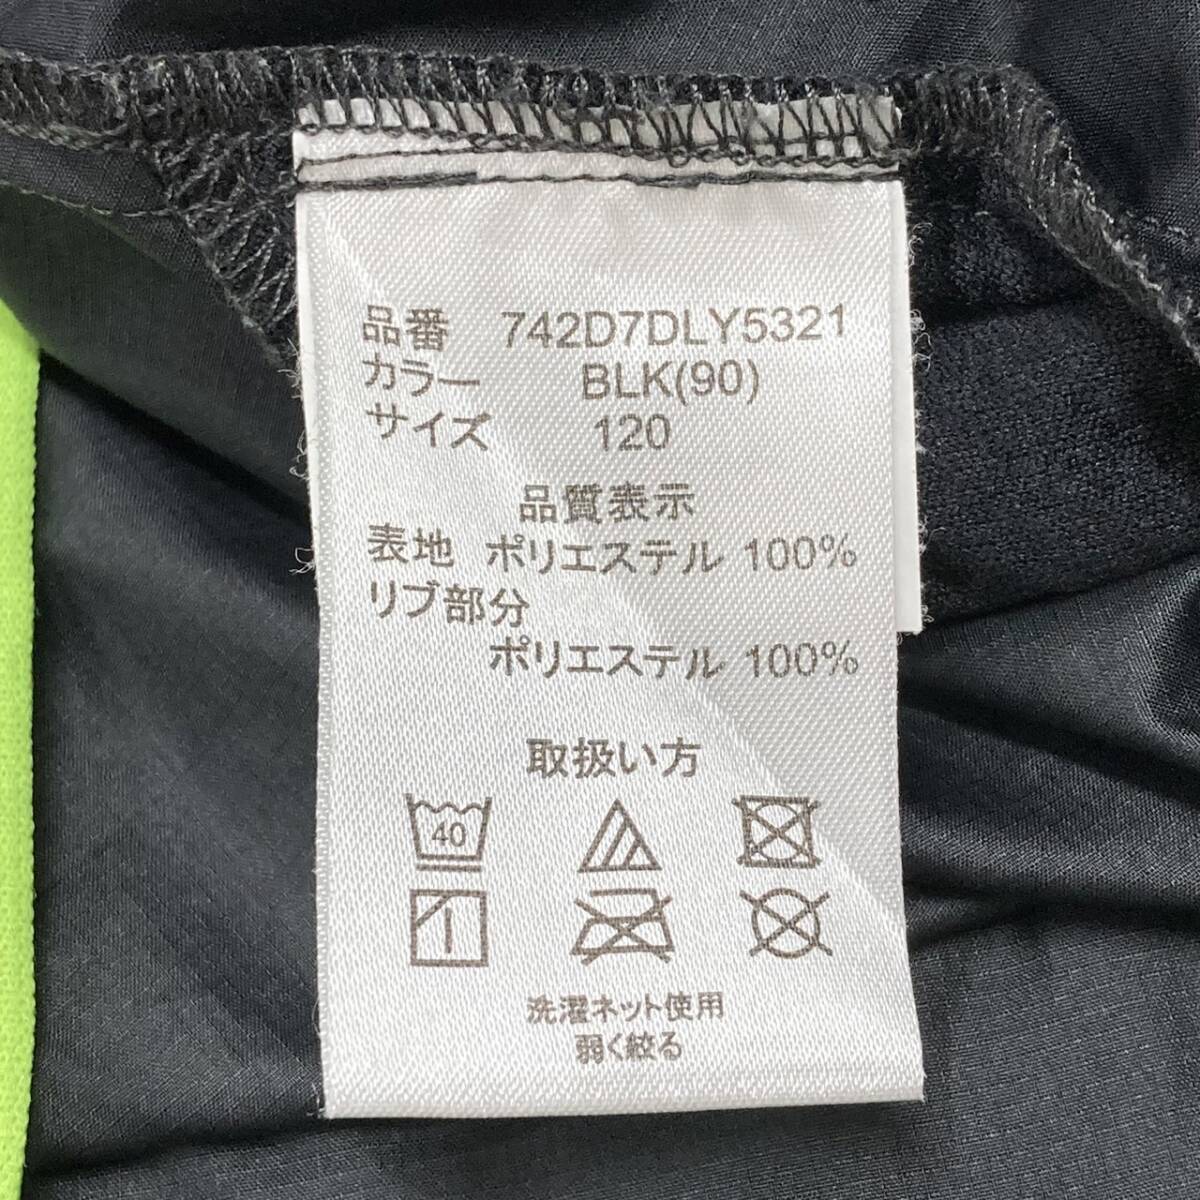 品番 742D7DLY5321
カラー BLK(90)
サイズ 120
品質表示
表地 ポリエステル 100%
リブ部分
ポリエステル 100%
取扱い方
40
洗濯ネット使用
弱く絞る